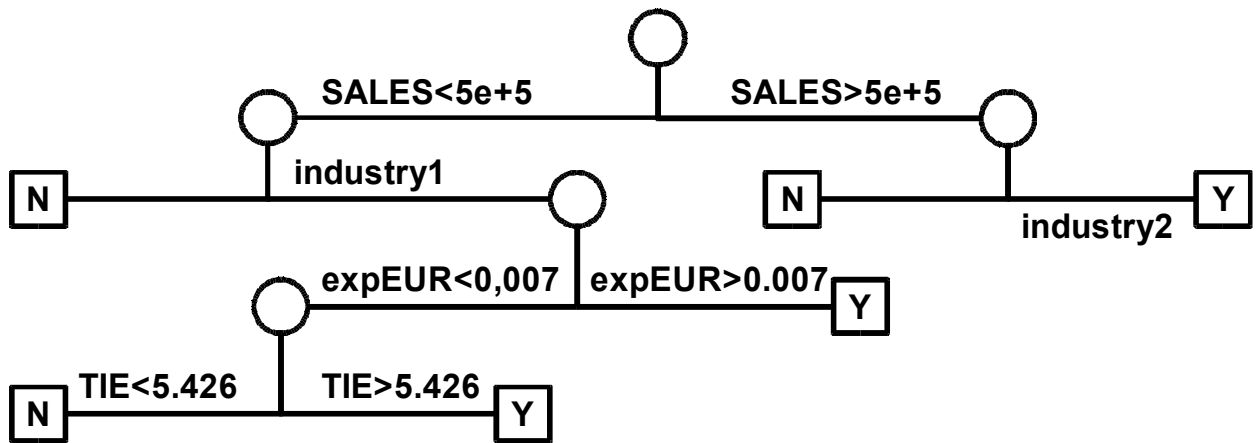 SALES<5e+5 SALES>5e+5
N industry1 N Y
industry2
expEUR<0,007 expEUR>0.007
Y
TIE<5.426 TIE>5.426
N Y